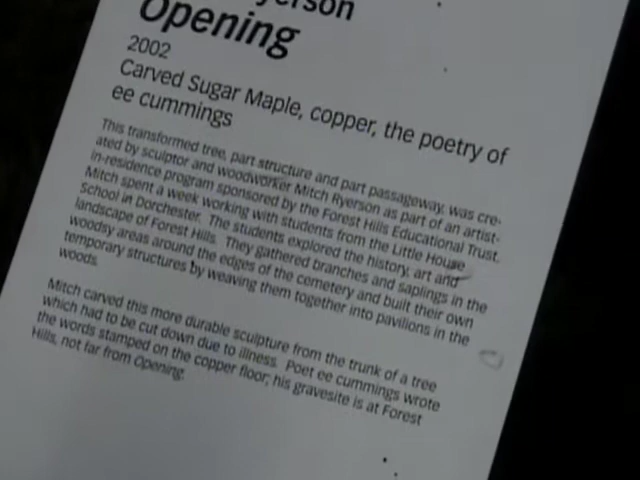 yerson
Opening
2002
Carved Sugar Maple, copper, the poetry of
ee cummings
This transformed tree, part structure and part passageway, was cre-
ated by sculptor and woodworker Mitch Ryerson as part of an artist-
in-residence program sponsored by the Forest Hills Educational Trust.
Mitch spent a week working with students from the Little House
School in Dorchester. The students explored the history, art and
landscape of Forest Hills. They gathered branches and saplings in the
woodsy areas around the edges of the cemetery and built their own
temporary structures by weaving them together into pavilions in the
woods.
Mitch carved this more durable sculpture from the trunk of a tree
which had to be cut down due to illness. Poet ee cummings wrote
the words stamped on the copper floor; his gravesite is at Forest
Hills, not far from Opening.